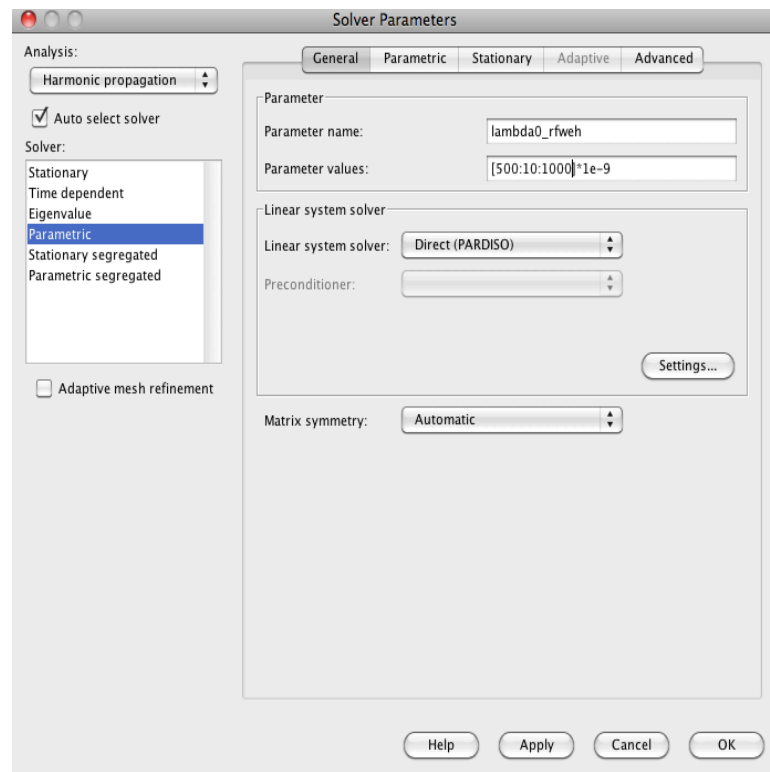 Solver Parameters
Analysis:
Harmonic propagation
Auto select solver
Solver:
Stationary
Time dependent
Eigenvalue
Parametric
Stationary segregated
Parametric segregated
Adaptive mesh refinement
General Parametric Stationary Adaptive Advanced
Parameter
Parameter name: lambda0_rfweh
Parameter values: [500:10:1000]*1e-9
Linear system solver
Linear system solver: Direct (PARDISO)
Preconditioner:
Settings...
Matrix symmetry: Automatic
Help Apply Cancel OK